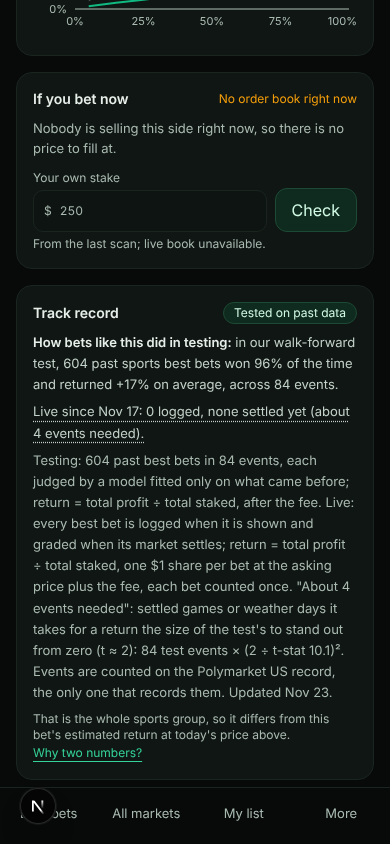 0%
0% 25% 50% 75% 100%
If you bet now No order book right now
Nobody is selling this side right now, so there is no
price to fill at.
Your own stake
$ 250 Check
From the last scan; live book unavailable.
Track record Tested on past data
How bets like this did in testing: in our walk-forward
test, 604 past sports best bets won 96% of the time
and returned +17% on average, across 84 events.
Live since Nov 17: 0 logged, none settled yet (about
4 events needed).
Testing: 604 past best bets in 84 events, each
judged by a model fitted only on what came before;
return = total profit ÷ total staked, after the fee. Live:
every best bet is logged when it is shown and
graded when its market settles; return = total profit
÷ total staked, one $1 share per bet at the asking
price plus the fee, each bet counted once. "About 4
events needed": settled games or weather days it
takes for a return the size of the test's to stand out
from zero (t ≈ 2): 84 test events × (2 ÷ t-stat 10.1)².
Events are counted on the Polymarket US record,
the only one that records them. Updated Nov 23.
That is the whole sports group, so it differs from this
bet's estimated return at today's price above.
Why two numbers?
N bets All markets My list More